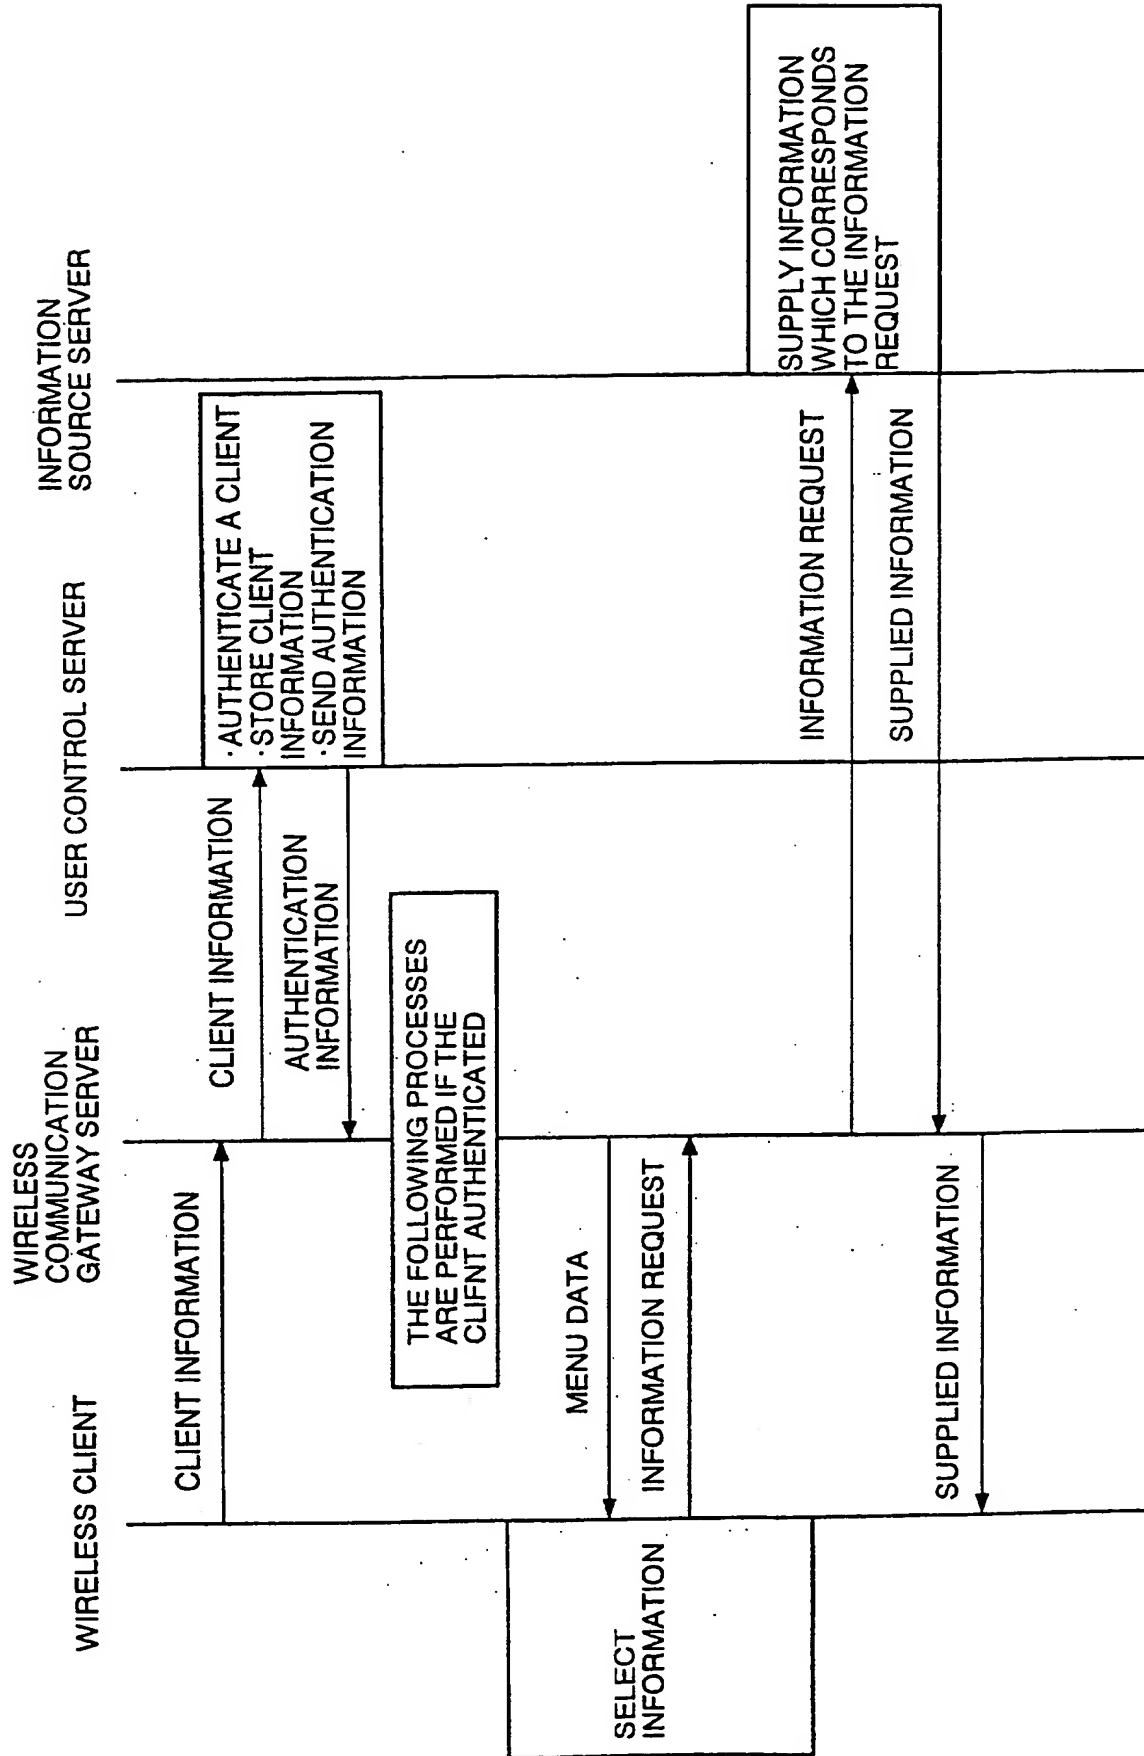 WIRELESS CLIENT
WIRELESS
COMMUNICATION
GATEWAY SERVER
USER CONTROL SERVER
INFORMATION
SOURCE SERVER
CLIENT INFORMATION
CLIENT INFORMATION
AUTHENTICATION
INFORMATION
·AUTHENTICATE A CLIENT
·STORE CLIENT
INFORMATION
·SEND AUTHENTICATION
INFORMATION
THE FOLLOWING PROCESSES
ARE PERFORMED IF THE
CLIFNT AUTHENTICATED
MENU DATA
SELECT
INFORMATION
INFORMATION REQUEST
INFORMATION REQUEST
SUPPLY INFORMATION
WHICH CORRESPONDS
TO THE INFORMATION
REQUEST
SUPPLIED INFORMATION
SUPPLIED INFORMATION